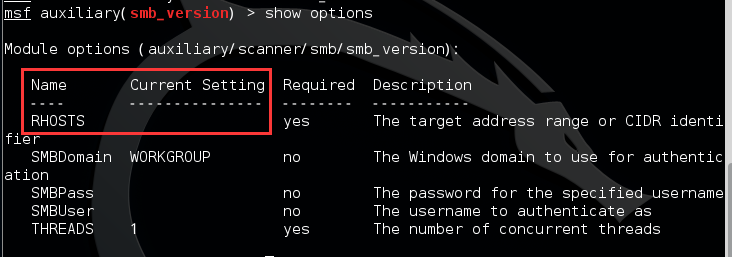 msf auxiliary(smb_version) > show options
Module options (auxiliary/scanner/smb/smb_version):
Name Current Setting Required Description
---- --------------- -------- -----------
RHOSTS yes The target address range or CIDR identi
fier
SMBDomain WORKGROUP no The Windows domain to use for authentic
ation
SMBPass no The password for the specified username
SMBUser no The username to authenticate as
THREADS 1 yes The number of concurrent threads